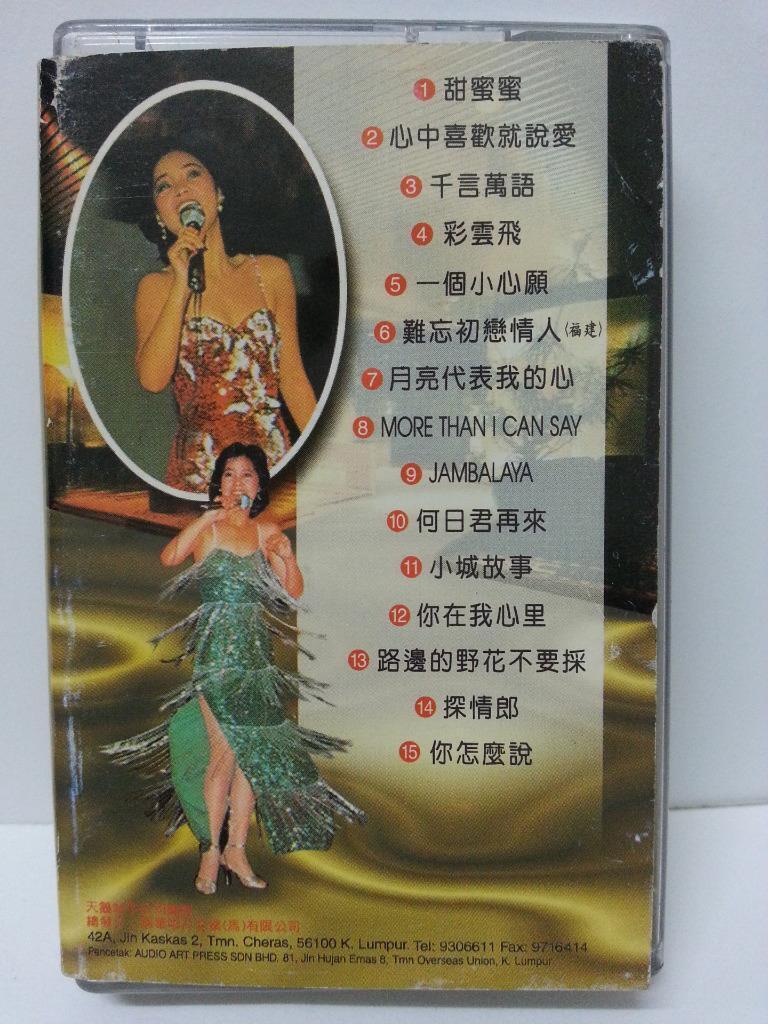 1 甜蜜蜜
2 心中喜歡就說愛
3 千言萬語
4 彩雲飛
5 一個小心願
6 難忘初戀情人(福建)
7 月亮代表我的心
8 MORE THAN I CAN SAY
9 JAMBALAYA
10 何日君再來
11 小城故事
12 你在我心里
13 路邊的野花不要採
14 探情郎
15 你怎麼說
(馬)有限公司
42A, Jln Kaskas 2, Tmn. Cheras, 56100 K. Lumpur. Tel: 9306611 Fax: 9716414
Pencetak: AUDIO ART PRESS SDN BHD. 81, Jln Hujan Emas 8, Tmn Overseas Union, K. Lumpur